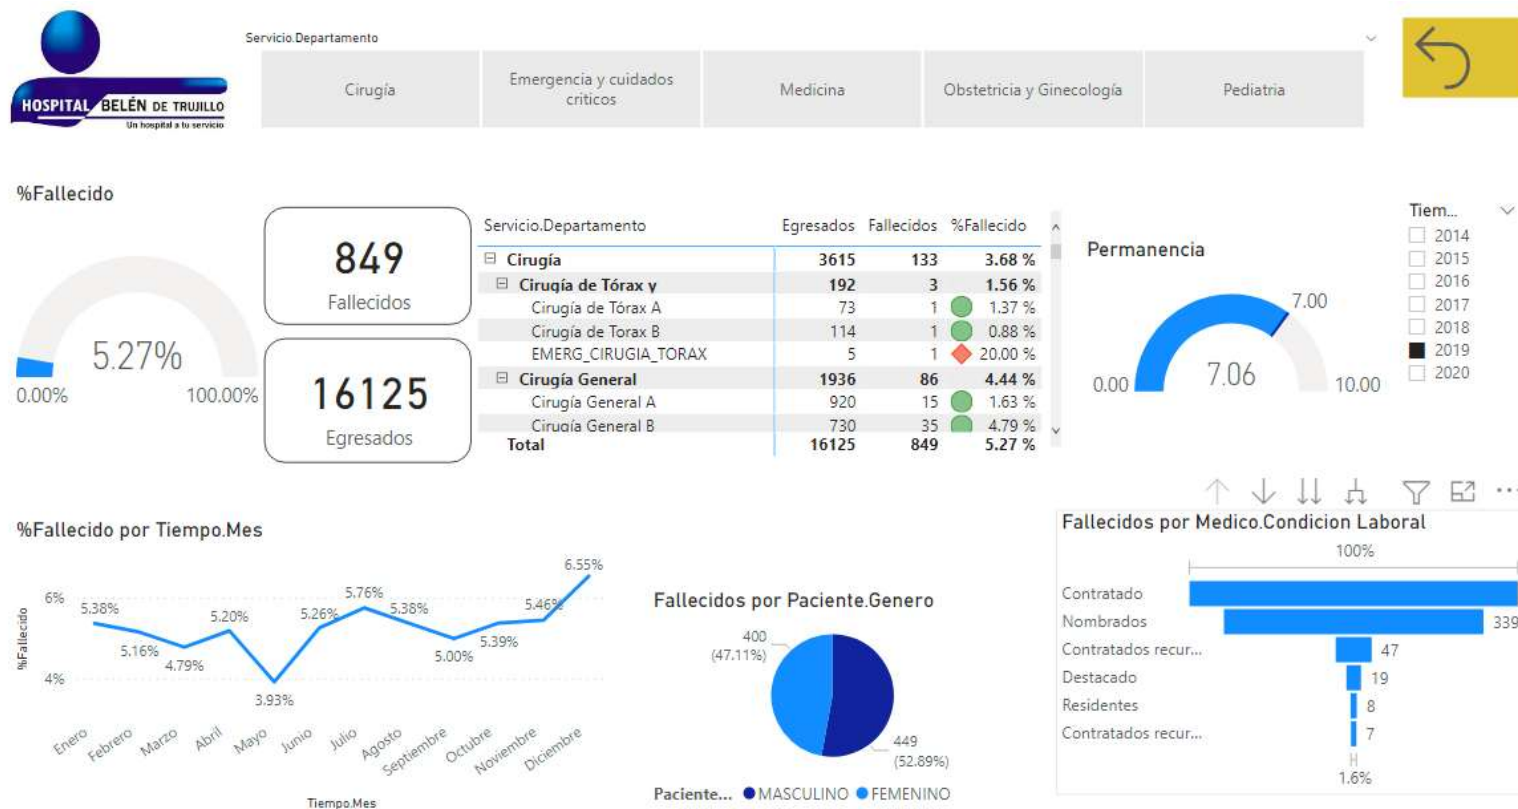 HOSPITAL BELÉN DE TRUJILLO
Un hospital a tu servicio
Servicio.Departamento
Cirugía
Emergencia y cuidados
criticos
Medicina
Obstetricia y Ginecología
Pediatria
%Fallecido
5.27%
0.00%
100.00%
849
Fallecidos
16125
Egresados
Servicio.Departamento Egresados Fallecidos %Fallecido
Cirugía 3615 133 3.68 %
Cirugía de Tórax y 192 3 1.56 %
Cirugía de Tórax A 73 1 1.37 %
Cirugía de Torax B 114 1 0.88 %
EMERG_CIRUGIA_TORAX 5 1 20.00 %
Cirugía General 1936 86 4.44 %
Cirugía General A 920 15 1.63 %
Cirugía General B 730 35 4.79 %
Total 16125 849 5.27 %
Permanencia
7.00
0.00
7.06
10.00
Tiem...
2014
2015
2016
2017
2018
2019
2020
%Fallecido por Tiempo.Mes
%Fallecido
6%
4%
5.38%
5.16%
4.79%
5.20%
3.93%
5.26%
5.76%
5.38%
5.00%
5.39%
5.46%
6.55%
Enero
Febrero
Marzo
Abril
Mayo
Junio
Julio
Agosto
Septiembre
Octubre
Noviembre
Diciembre
Tiempo.Mes
Fallecidos por Paciente.Genero
400
(47.11%)
449
(52.89%)
Paciente... MASCULINO FEMENINO
Fallecidos por Medico.Condicion Laboral
100%
Contratado
Nombrados 339
Contratados recur... 47
Destacado 19
Residentes 8
Contratados recur... 7
1.6%